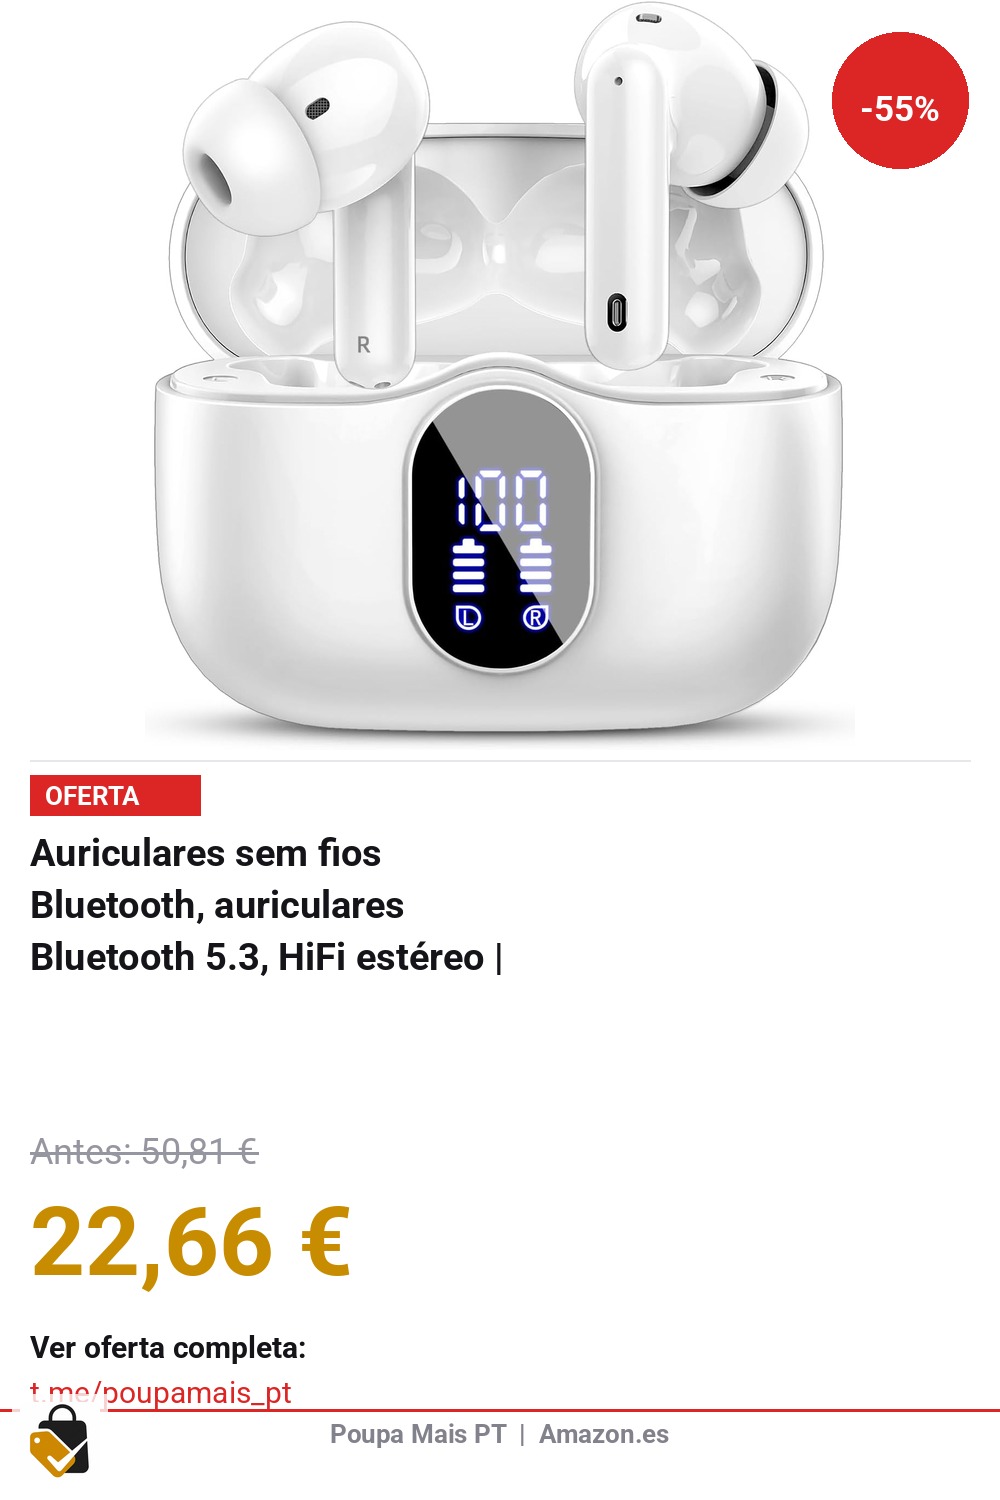 -55%
R
100
L R
OFERTA
Auriculares sem fios
Bluetooth, auriculares
Bluetooth 5.3, HiFi estéreo |
Antes: 50,81 €
22,66 €
Ver oferta completa:
t.me/poupamais_pt
Poupa Mais PT | Amazon.es